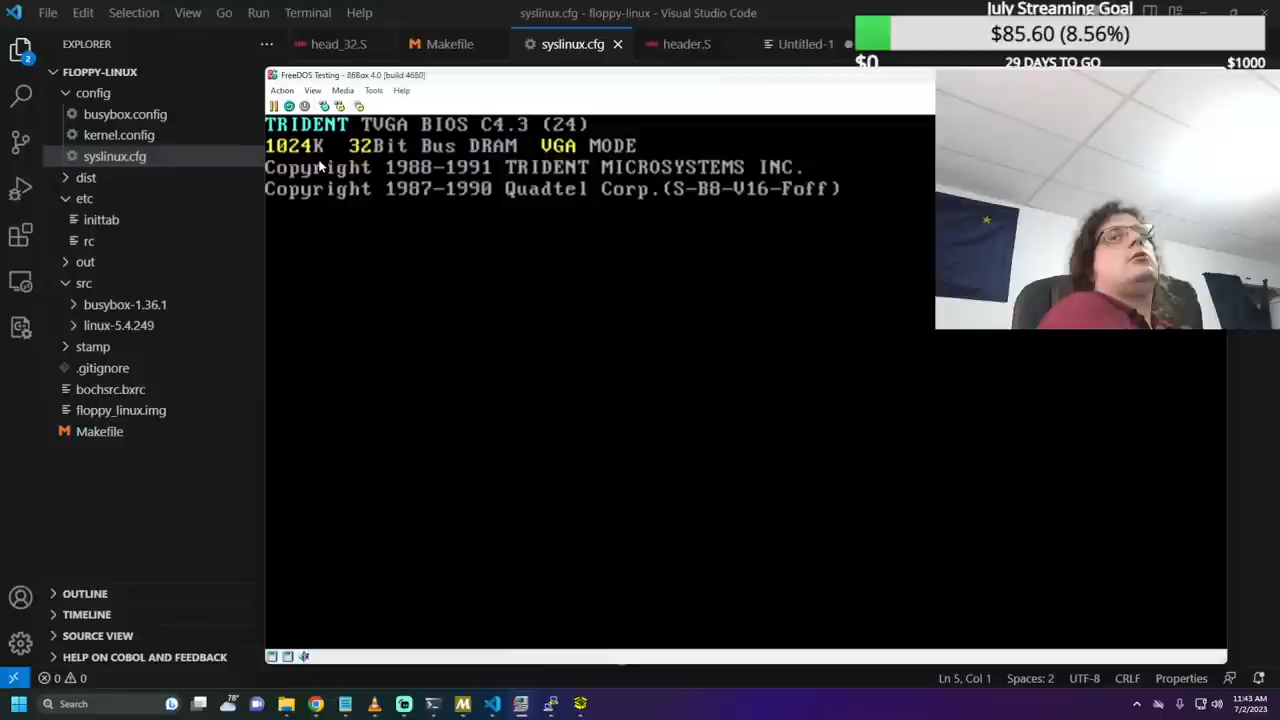 File Edit Selection View Go Run Terminal Help
syslinux.cfg - floppy-linux - Visual Studio Code
July Streaming Goal
$85.60 (8.56%)
$0 29 DAYS TO GO $1000
EXPLORER
head_32.S
Makefile
syslinux.cfg
header.S
Untitled-1
FLOPPY-LINUX
config
busybox.config
kernel.config
syslinux.cfg
dist
etc
inittab
rc
out
src
busybox-1.36.1
linux-5.4.249
stamp
.gitignore
bochsrc.bxrc
floppy_linux.img
Makefile
OUTLINE
TIMELINE
SOURCE VIEW
HELP ON COBOL AND FEEDBACK
2
FreeDOS Testing - 86Box 4.0 [build 4680]
Action View Media Tools Help
TRIDENT TVGA BIOS C4.3 (24)
1024K 32Bit Bus DRAM VGA MODE
Copyright 1988-1991 TRIDENT MICROSYSTEMS INC.
Copyright 1987-1990 Quadtel Corp.(S-B8-V16-Foff)
0 0 Ln 5, Col 1 Spaces: 2 UTF-8 CRLF Properties
Search
78°
11:43 AM
7/2/2023